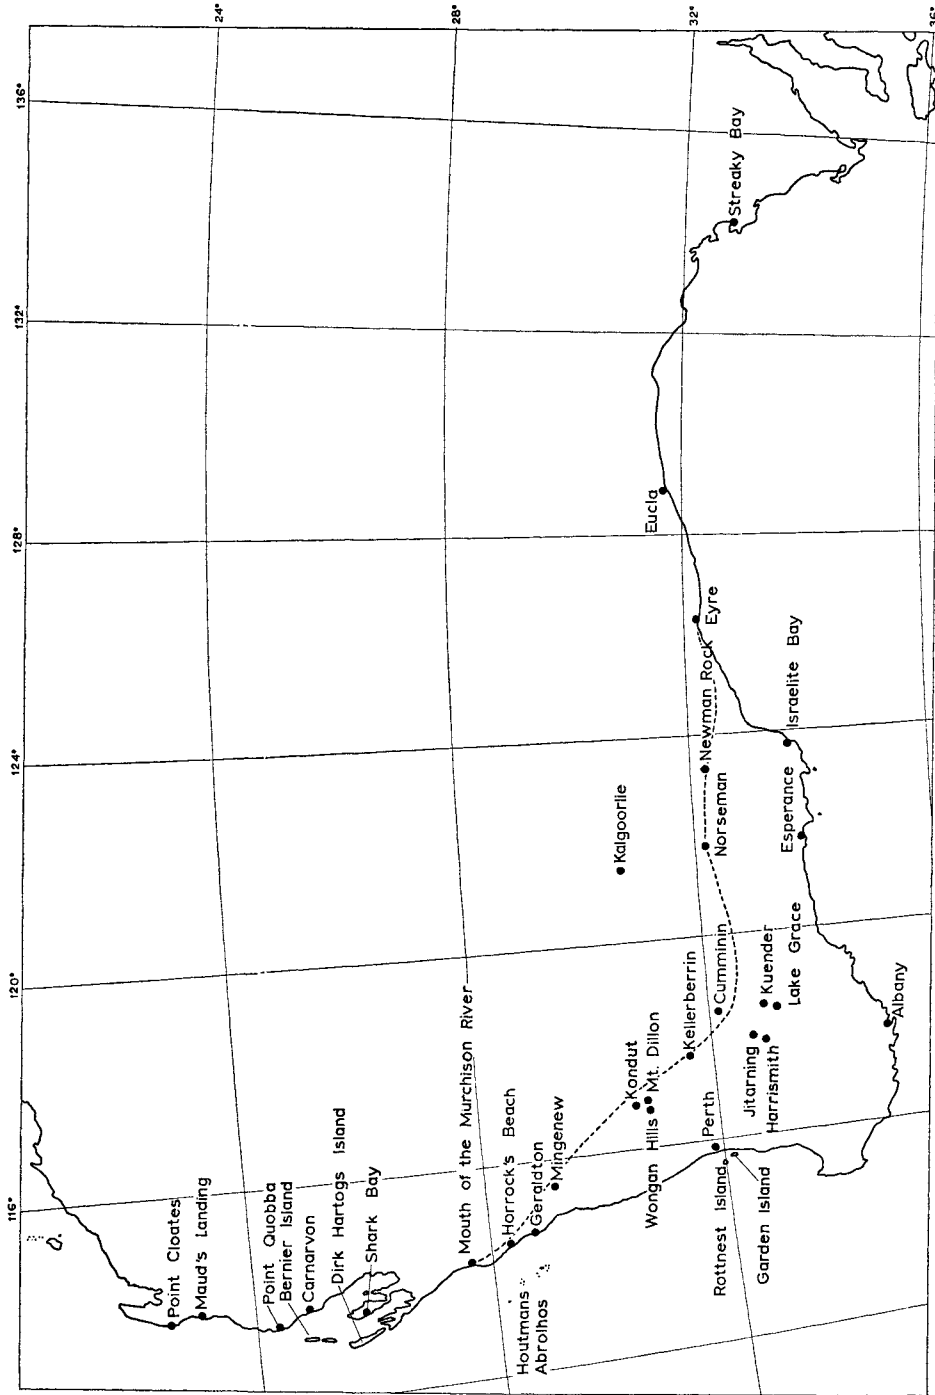 24°
28°
32°
36°
136°
132°
128°
124°
120°
116°
Point Cloates
Maud's Landing
Point Quobba
Bernier Island
Carnarvon
Dirk Hartogs Island
Shark Bay
Mouth of the Murchison River
Horrock's Beach
Geraldton
Mingenew
Houtmans
Abrolhos
Kondut
Wongan Hills
Mt. Dillon
Kellerberrin
Cumminin
Perth
Rottnest Island
Garden Island
Jitarning
Harrismith
Kuender
Lake Grace
Albany
Kalgoorlie
Norseman
Newman Rock
Esperance
Israelite Bay
Eyre
Eucla
Streaky Bay